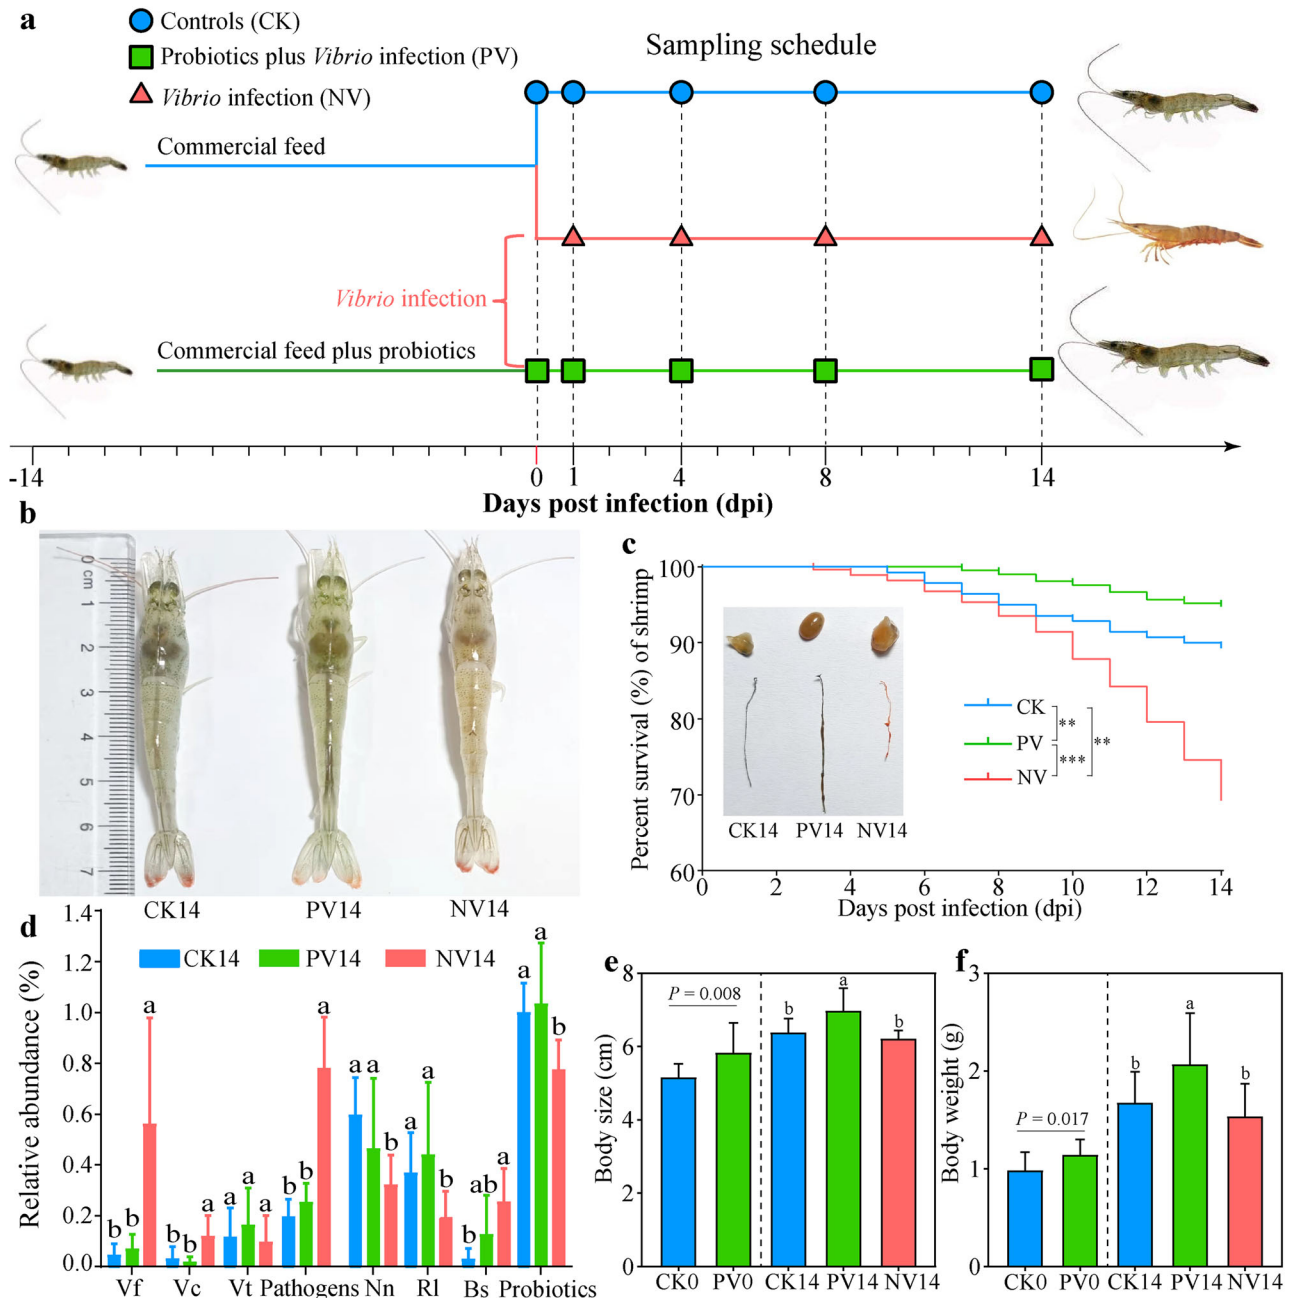 a
Controls (CK)
Probiotics plus Vibrio infection (PV)
Vibrio infection (NV)
Sampling schedule
Commercial feed
Vibrio infection
Commercial feed plus probiotics
-14 0 1 4 8 14
Days post infection (dpi)
b
0 cm 1 2 3 4 5 6 7
CK14 PV14 NV14
c
Percent survival (%) of shrimp
100
90
80
70
60
CK
PV
NV
**
***
**
CK14 PV14 NV14
0 2 4 6 8 10 12 14
Days post infection (dpi)
d
Relative abundance (%)
1.4
1.2
1.0
0.8
0.6
0.4
0.2
0.0
CK14 PV14 NV14
b b a
b b a
a a a
b b a
a a b
a a b
b ab a
a a b
Vf Vc Vt Pathogens Nn Rl Bs Probiotics
e
Body size (cm)
8
6
4
2
0
P = 0.008
b a b
CK0 PV0 CK14 PV14 NV14
f
Body weight (g)
3
2
1
0
P = 0.017
b a b
CK0 PV0 CK14 PV14 NV14